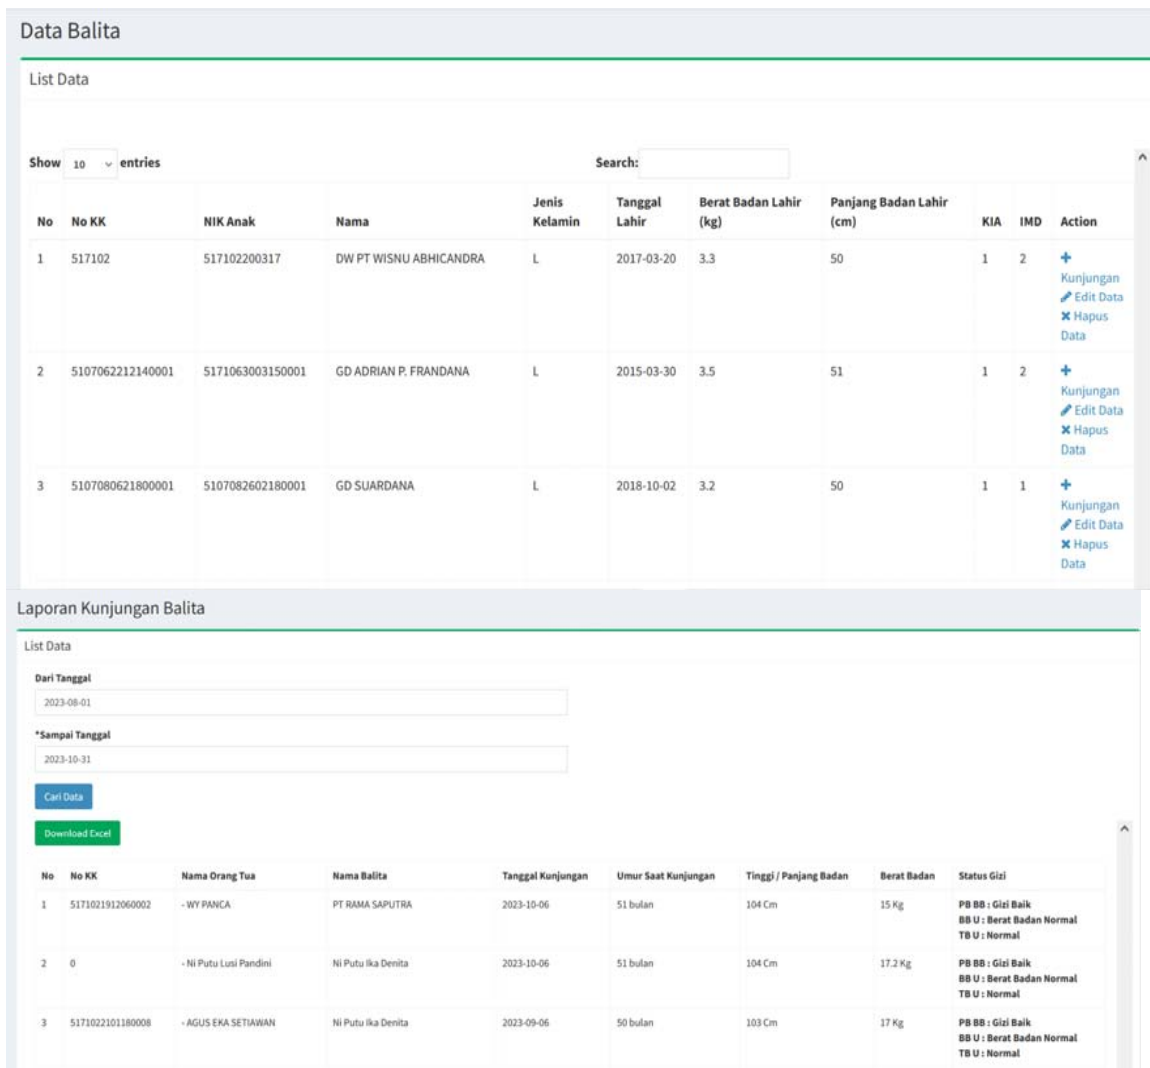 Data Balita
List Data
Show 10 entries Search:
No No KK NIK Anak Nama Jenis Kelamin Tanggal Lahir Berat Badan Lahir (kg) Panjang Badan Lahir (cm) KIA IMD Action
1 517102 517102200317 DW PT WISNU ABHICANDRA L 2017-03-20 3.3 50 1 2 Kunjungan
Edit Data
Hapus
Data
2 5107062212140001 5171063003150001 GD ADRIAN P. FRANDANA L 2015-03-30 3.5 51 1 2 Kunjungan
Edit Data
Hapus
Data
3 5107080621800001 5107082602180001 GD SUARDANA L 2018-10-02 3.2 50 1 1 Kunjungan
Edit Data
Hapus
Data
Laporan Kunjungan Balita
List Data
Dari Tanggal
2023-08-01
*Sampai Tanggal
2023-10-31
Cari Data
Download Excel
No No KK Nama Orang Tua Nama Balita Tanggal Kunjungan Umur Saat Kunjungan Tinggi / Panjang Badan Berat Badan Status Gizi
1 5171021912060002 - WY PANCA PT RAMA SAPUTRA 2023-10-06 51 bulan 104 Cm 15 Kg PB BB : Gizi Baik
BB U : Berat Badan Normal
TB U : Normal
2 0 - Ni Putu Lusi Pandini Ni Putu Ika Denita 2023-10-06 51 bulan 104 Cm 17.2 Kg PB BB : Gizi Baik
BB U : Berat Badan Normal
TB U : Normal
3 5171022101180008 - AGUS EKA SETIAWAN Ni Putu Ika Denita 2023-09-06 50 bulan 103 Cm 17 Kg PB BB : Gizi Baik
BB U : Berat Badan Normal
TB U : Normal